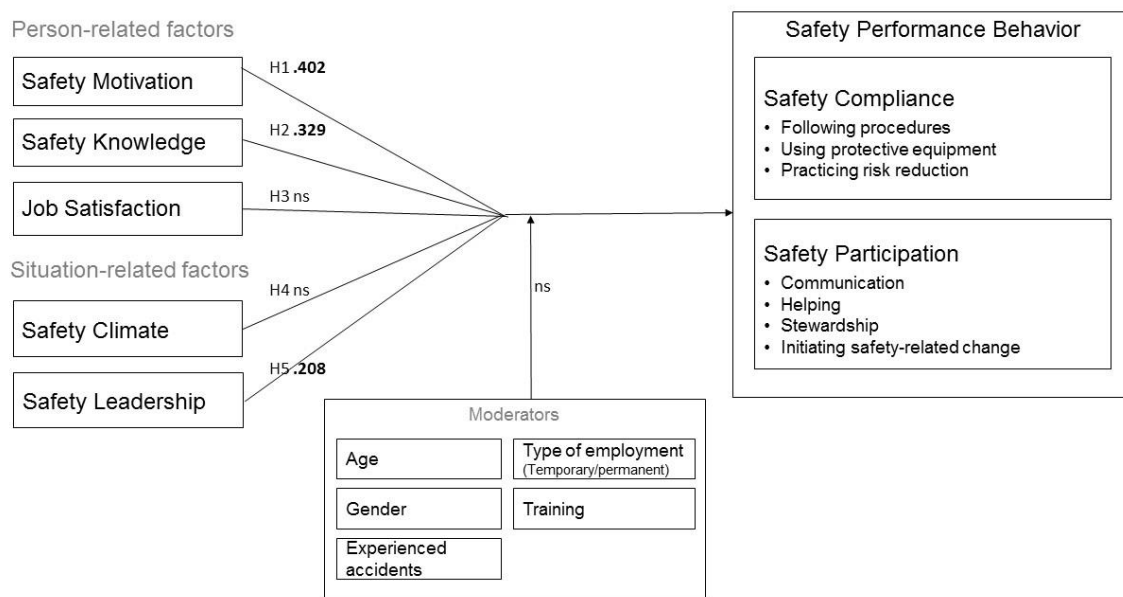 Person-related factors
Safety Motivation
Safety Knowledge
Job Satisfaction
Situation-related factors
Safety Climate
Safety Leadership
H1 .402
H2 .329
H3 ns
H4 ns
H5 .208
ns
Moderators
Age
Type of employment
(Temporary/permanent)
Gender
Training
Experienced
accidents
Safety Performance Behavior
Safety Compliance
• Following procedures
• Using protective equipment
• Practicing risk reduction
Safety Participation
• Communication
• Helping
• Stewardship
• Initiating safety-related change